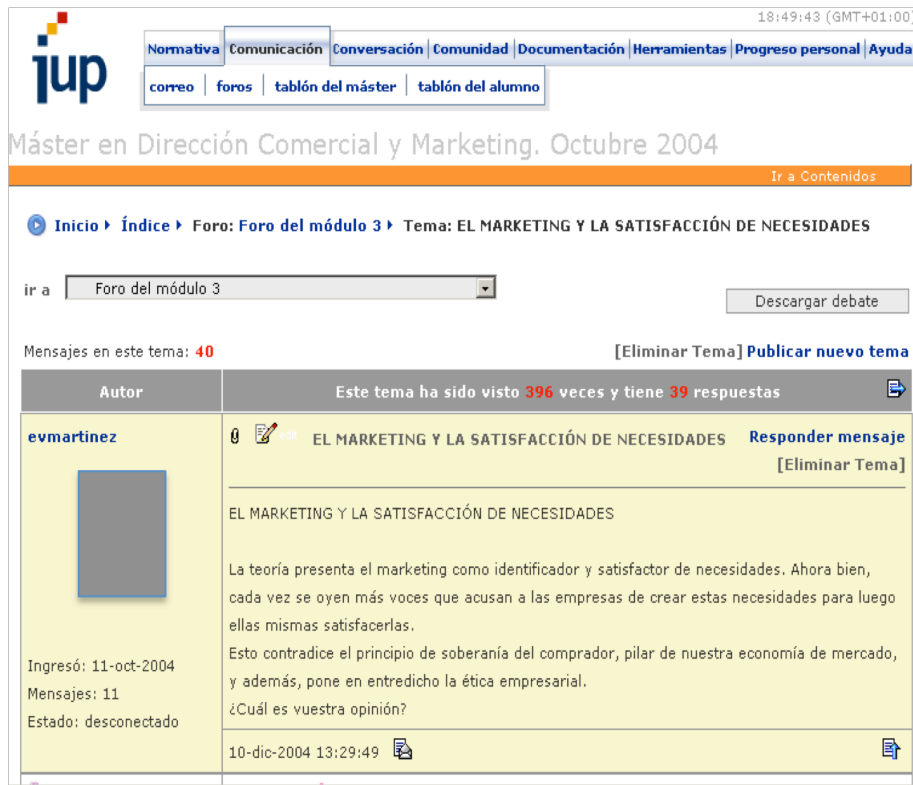 18:49:43 (GMT+01:00)
iup
Normativa Comunicación Conversación Comunidad Documentación Herramientas Progreso personal Ayuda
correo foros tablón del máster tablón del alumno
Máster en Dirección Comercial y Marketing. Octubre 2004
Ir a Contenidos
Inicio Índice Foro: Foro del módulo 3 Tema: EL MARKETING Y LA SATISFACCIÓN DE NECESIDADES
ir a Foro del módulo 3
Descargar debate
Mensajes en este tema: 40 [Eliminar Tema] Publicar nuevo tema
Autor Este tema ha sido visto 396 veces y tiene 39 respuestas
evmartinez EL MARKETING Y LA SATISFACCIÓN DE NECESIDADES Responder mensaje
[Eliminar Tema]
EL MARKETING Y LA SATISFACCIÓN DE NECESIDADES
La teoría presenta el marketing como identificador y satisfactor de necesidades. Ahora bien,
cada vez se oyen más voces que acusan a las empresas de crear estas necesidades para luego
ellas mismas satisfacerlas.
Esto contradice el principio de soberanía del comprador, pilar de nuestra economía de mercado,
y además, pone en entredicho la ética empresarial.
¿Cuál es vuestra opinión?
Ingresó: 11-oct-2004
Mensajes: 11
Estado: desconectado
10-dic-2004 13:29:49